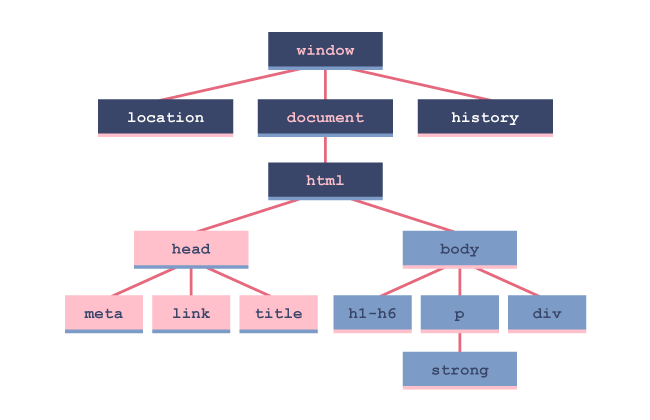 window
location document history
html
head body
meta link title h1-h6 p div
strong